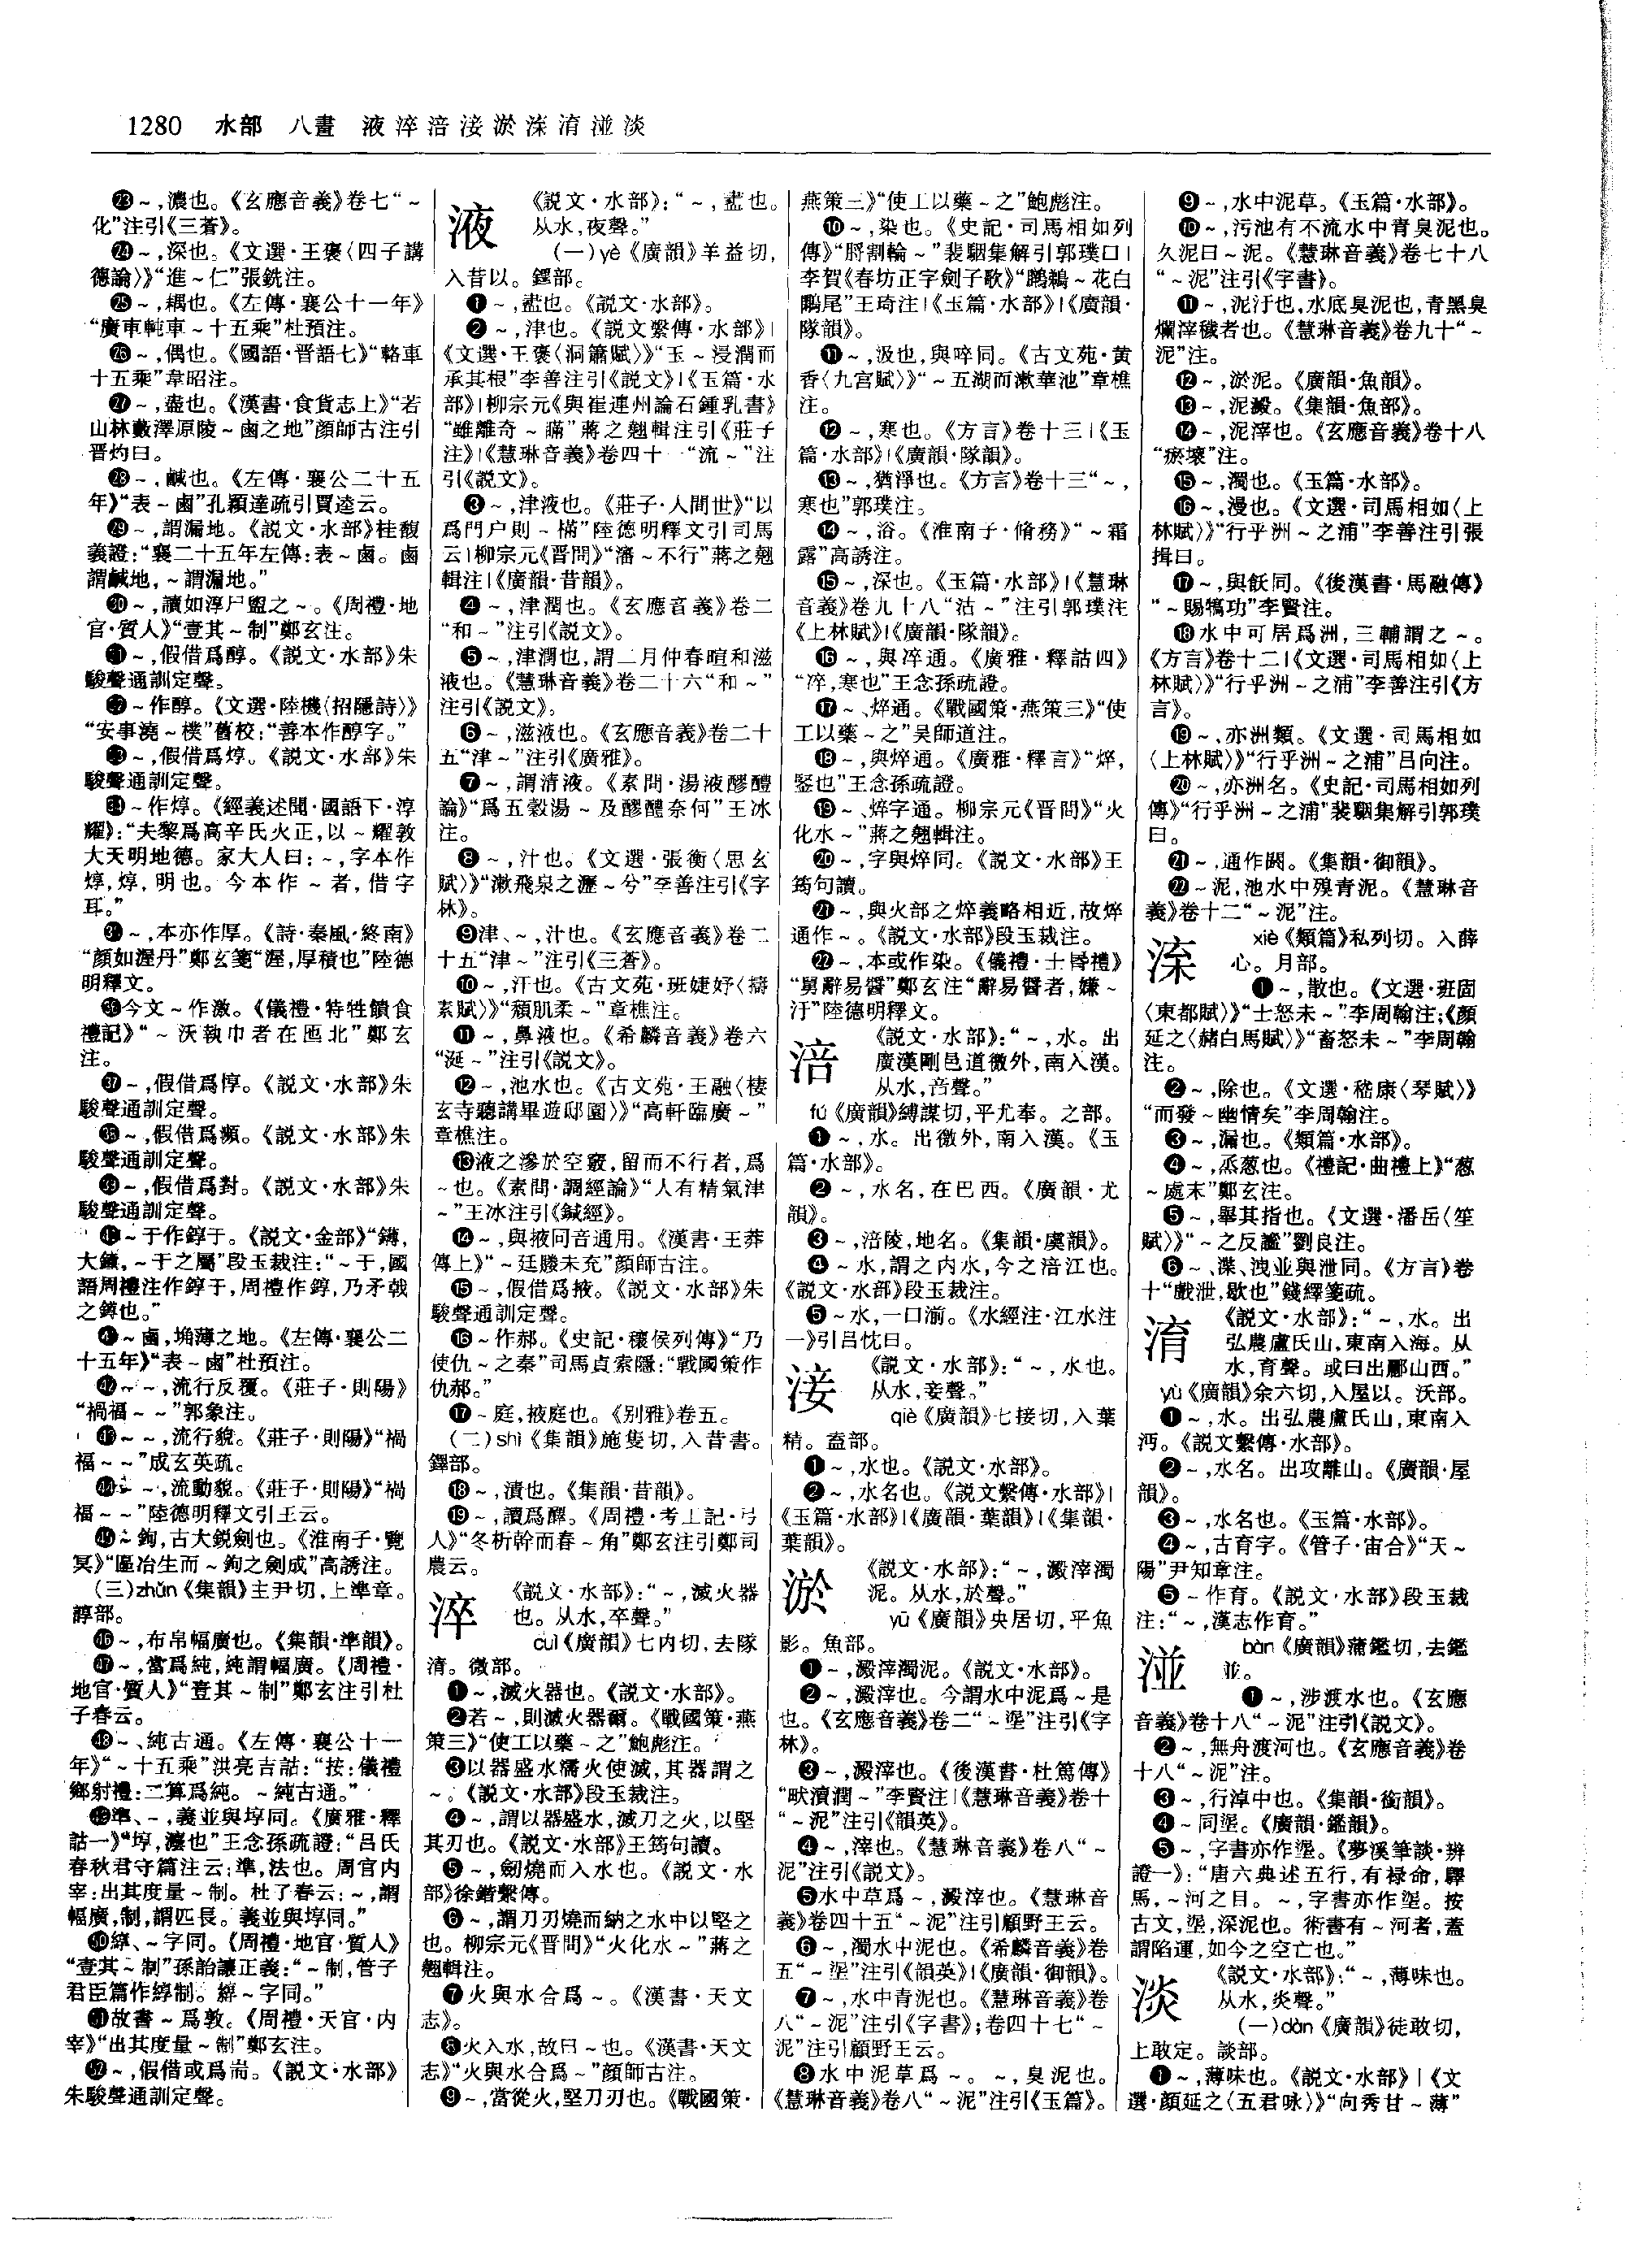 1280 水部 八畫 液淬涪淁淤渿淯湴淡
㉓～,濃也。《玄應音義》卷七“～
化”注引《三蒼》。
㉔～,深也。《文選·王褒〈四子講
德論〉》“進～仁”張銑注。
㉕～,耦也。《左傳·襄公十一年》
“廣車軘車～十五乘”杜預注。
㉖～,偶也。《國語·晉語七》“輅車
十五乘”韋昭注。
㉗～,盡也。《漢書·食貨志上》“若
山林藪澤原陵～鹵之地”顏師古注引
晉灼曰。
㉘～,鹹也。《左傳·襄公二十五
年》“表～鹵”孔穎達疏引賈逵云。
㉙～,謂漏地。《説文·水部》桂馥
義證:“襄二十五年左傳:表～鹵。鹵
謂鹹地,～謂漏地。”
㉚～,讀如淳尸盥之～。《周禮·地
官·質人》“壹其～制”鄭玄注。
㉛～,假借爲醇。《説文·水部》朱
駿聲通訓定聲。
㉜～作醇。《文選·陸機〈招隱詩〉》
“安事澆～樸”舊校:“善本作醇字。”
㉝～,假借爲焞。《説文·水部》朱
駿聲通訓定聲。
㉞～作焞。《經義述聞·國語下·淳
耀》:“夫黎爲高辛氏火正,以～耀敦
大天明地德。家大人曰:～,字本作
焞,焞,明也。今本作～者,借字
耳。”
㉟～,本亦作厚。《詩·秦風·終南》
“顏如渥丹”鄭玄箋“渥,厚積也”陸德
明釋文。
㊱今文～作激。《儀禮·特牲饋食
禮記》“～沃執巾者在匜北”鄭玄
注。
㊲～,假借爲惇。《説文·水部》朱
駿聲通訓定聲。
㊳～,假借爲頻。《説文·水部》朱
駿聲通訓定聲。
㊴～,假借爲對。《説文·水部》朱
駿聲通訓定聲。
㊵～于作錞于。《説文·金部》“鎛,
大鐘,～于之屬”段玉裁注:“～于,國
語周禮注作錞于,周禮作錞,乃矛戟
之鐏也。”
㊶～鹵,埆薄之地。《左傳·襄公二
十五年》“表～鹵”杜預注。
㊷～～,流行反覆。《莊子·則陽》
“禍福～～”郭象注。
㊸～～,流行貌。《莊子·則陽》“禍
福～～”成玄英疏。
㊹～～,流動貌。《莊子·則陽》“禍
福～～”陸德明釋文引王云。
㊺～鉤,古大鋭劍也。《淮南子·覽
冥》“區冶生而～鉤之劍成”高誘注。
(三)zhǔn《集韻》主尹切,上準章。
諄部。
㊻～,布帛幅廣也。《集韻·準韻》。
㊼～,當爲純,純謂幅廣。《周禮·
地官·質人》“壹其～制”鄭玄注引杜
子春云。
㊽～、純古通。《左傳·襄公十一
年》“～十五乘”洪亮吉詁:“按:儀禮
鄉射禮:二算爲純。～純古通。”
㊾準、～,義並與埻同。《廣雅·釋
詁一》“埻,灋也”王念孫疏證:“吕氏
春秋君守篇注云:準,法也。周官内
宰:出其度量～制。杜子春云:～,謂
幅廣,制,謂匹長。義並與埻同。”
㊿綧、～字同。《周禮·地官·質人》
“壹其～制”孫詒讓正義:“～制,管子
君臣篇作綧制。綧～字同。”
故書～爲敦。《周禮·天官·内
宰》“出其度量～制”鄭玄注。
～,假借或爲耑。《説文·水部》
朱駿聲通訓定聲。
液 《説文·水部》:“～,𥁞也。
从水,夜聲。”
(一)yè《廣韻》羊益切,
入昔以。鐸部。
❶～,𥁞也。《説文·水部》。
❷～,津也。《説文繫傳·水部》|
《文選·王褒〈洞簫賦〉》“玉～浸潤而
承其根”李善注引《説文》|《玉篇·水
部》|柳宗元《與崔連州論石鍾乳書》
“雖離奇～瞞”蔣之翹輯注引《莊子
注》|《慧琳音義》卷四十一“流～”注
引《説文》。
❸～,津液也。《莊子·人間世》“以
爲門户則～樠”陸德明釋文引司馬
云|柳宗元《晉問》“瀋～不行”蔣之翹
輯注|《廣韻·昔韻》。
❹～,津潤也。《玄應音義》卷二
“和～”注引《説文》。
❺～,津潤也,謂二月仲春暄和滋
液也。《慧琳音義》卷二十六“和～”
注引《説文》。
❻～,滋液也。《玄應音義》卷二十
五“津～”注引《廣雅》。
❼～,謂清液。《素問·湯液醪醴
論》“爲五穀湯～及醪醴奈何”王冰
注。
❽～,汁也。《文選·張衡〈思玄
賦〉》“漱飛泉之瀝～兮”李善注引《字
林》。
❾津、～,汁也。《玄應音義》卷二
十五“津～”注引《三蒼》。
❿～,汗也。《古文苑·班婕妤〈擣
素賦〉》“頹肌柔～”章樵注。
⓫～,鼻液也。《希麟音義》卷六
“涎～”注引《説文》。
⓬～,池水也。《古文苑·王融〈棲
玄寺聽講畢遊邸園〉》“高軒臨廣～”
章樵注。
⓭液之滲於空竅,留而不行者,爲
～也。《素問·調經論》“人有精氣津
～”王冰注引《鍼經》。
⓮～,與掖同音通用。《漢書·王莽
傳上》“～廷媵未充”顏師古注。
⓯～,假借爲掖。《説文·水部》朱
駿聲通訓定聲。
⓰～作郝。《史記·穰侯列傳》“乃
使仇～之秦”司馬貞索隱:“戰國策作
仇郝。”
⓱～庭,掖庭也。《别雅》卷五。
(二)shì《集韻》施隻切,入昔書。
鐸部。
⓲～,漬也。《集韻·昔韻》。
⓳～,讀爲醳。《周禮·考工記·弓
人》“冬析幹而春～角”鄭玄注引鄭司
農云。
淬 《説文·水部》:“～,滅火器
也。从水,卒聲。”
cuì《廣韻》七内切,去隊
清。微部。
❶～,滅火器也。《説文·水部》。
❷若～,則滅火器爾。《戰國策·燕
策三》“使工以藥～之”鮑彪注。
❸以器盛水濡火使滅,其器謂之
～。《説文·水部》段玉裁注。
❹～,謂以器盛水,滅刀之火,以堅
其刃也。《説文·水部》王筠句讀。
❺～,劍燒而入水也。《説文·水
部》徐鍇繫傳。
❻～,謂刀刃燒而納之水中以堅之
也。柳宗元《晉問》“火化水～”蔣之
翹輯注。
❼火與水合爲～。《漢書·天文
志》。
❽火入水,故曰～也。《漢書·天文
志》“火與水合爲～”顏師古注。
❾～,當從火,堅刀刃也。《戰國策·
燕策三》“使工以藥～之”鮑彪注。
❿～,染也。《史記·司馬相如列
傳》“脟割輪～”裴駰集解引郭璞曰|
李賀《春坊正字劍子歌》“鸊鵜～花白
鷴尾”王琦注|《玉篇·水部》|《廣韻·
隊韻》。
⓫～,汲也,與啐同。《古文苑·黄
香〈九宫賦〉》“～五湖而漱華池”章樵
注。
⓬～,寒也。《方言》卷十三|《玉
篇·水部》|《廣韻·隊韻》。
⓭～,猶淨也。《方言》卷十三“～,
寒也”郭璞注。
⓮～,浴。《淮南子·脩務》“～霜
露”高誘注。
⓯～,深也。《玉篇·水部》|《慧琳
音義》卷九十八“沽～”注引郭璞注
《上林賦》|《廣韻·隊韻》。
⓰～,與淬通。《廣雅·釋詁四》
“淬,寒也”王念孫疏證。
⓱～、焠通。《戰國策·燕策三》“使
工以藥～之”吴師道注。
⓲～,與焠通。《廣雅·釋言》“焠,
堅也”王念孫疏證。
⓳～、焠字通。柳宗元《晉問》“火
化水～”蔣之翹輯注。
⓴～,字與焠同。《説文·水部》王
筠句讀。
㉑～,與火部之焠義略相近,故焠
通作～。《説文·水部》段玉裁注。
㉒～,本或作染。《儀禮·士昏禮》
“舅辭易醬”鄭玄注“辭易醬者,嫌～
汙”陸德明釋文。
涪 《説文·水部》:“～,水。出
廣漢剛邑道徼外,南入漢。
从水,咅聲。”
fú《廣韻》縛謀切,平尤奉。之部。
❶～,水。出徼外,南入漢。《玉
篇·水部》。
❷～,水名,在巴西。《廣韻·尤
韻》。
❸～,涪陵,地名。《集韻·虞韻》。
❹～水,謂之内水,今之涪江也。
《説文·水部》段玉裁注。
❺～水,一曰湔。《水經注·江水注
一》引吕忱曰。
淁 《説文·水部》:“～,水也。
从水,妾聲。”
qiè《廣韻》七接切,入葉
精。盍部。
❶～,水也。《説文·水部》。
❷～,水名也。《説文繫傳·水部》|
《玉篇·水部》|《廣韻·葉韻》|《集韻·
葉韻》。
淤 《説文·水部》:“～,澱滓濁
泥。从水,於聲。”
yū《廣韻》央居切,平魚
影。魚部。
❶～,澱滓濁泥。《説文·水部》。
❷～,澱滓也。今謂水中泥爲～是
也。《玄應音義》卷二“～埿”注引《字
林》。
❸～,澱滓也。《後漢書·杜篤傳》
“畎瀆潤～”李賢注|《慧琳音義》卷十
“～泥”注引《韻英》。
❹～,滓也。《慧琳音義》卷八“～
泥”注引《説文》。
❺水中草爲～,澱滓也。《慧琳音
義》卷四十五“～泥”注引顧野王云。
❻～,濁水中泥也。《希麟音義》卷
五“～埿”注引《韻英》|《廣韻·御韻》。
❼～,水中青泥也。《慧琳音義》卷
八“～泥”注引《字書》;卷四十七“～
泥”注引顧野王云。
❽水中泥草爲～。～,臭泥也。
《慧琳音義》卷八“～泥”注引《玉篇》。
❾～,水中泥草。《玉篇·水部》。
❿～,污池有不流水中青臭泥也。
久泥曰～泥。《慧琳音義》卷七十八
“～泥”注引《字書》。
⓫～,泥汙也,水底臭泥也,青黑臭
爛滓穢者也。《慧琳音義》卷九十“～
泥”注。
⓬～,淤泥。《廣韻·魚韻》。
⓭～,泥澱。《集韻·魚部》。
⓮～,泥滓也。《玄應音義》卷十八
“瘀壞”注。
⓯～,濁也。《玉篇·水部》。
⓰～,漫也。《文選·司馬相如〈上
林賦〉》“行乎洲～之浦”李善注引張
揖曰。
⓱～,與飫同。《後漢書·馬融傳》
“～賜犒功”李賢注。
⓲水中可居爲洲,三輔謂之～。
《方言》卷十二|《文選·司馬相如〈上
林賦〉》“行乎洲～之浦”李善注引《方
言》。
⓳～,亦洲類。《文選·司馬相如
〈上林賦〉》“行乎洲～之浦”吕向注。
⓴～,亦洲名。《史記·司馬相如列
傳》“行乎洲～之浦”裴駰集解引郭璞
曰。
㉑～,通作閼。《集韻·御韻》。
㉒～泥,池水中殠青泥。《慧琳音
義》卷十二“～泥”注。
渿 xiè《類篇》私列切。入薛
心。月部。
❶～,散也。《文選·班固
〈東都賦〉》“士怒未～”李周翰注;《顏
延之〈赭白馬賦〉》“畜怒未～”李周翰
注。
❷～,除也。《文選·嵇康〈琴賦〉》
“而發～幽情矣”李周翰注。
❸～,漏也。《類篇·水部》。
❹～,烝葱也。《禮記·曲禮上》“葱
～處末”鄭玄注。
❺～,舉其指也。《文選·潘岳〈笙
賦〉》“～之反謐”劉良注。
❻～、渫、洩並與泄同。《方言》卷
十“戲泄,歇也”錢繹箋疏。
淯 《説文·水部》:“～,水。出
弘農盧氏山,東南入海。从
水,育聲。或曰出酈山西。”
yù《廣韻》余六切,入屋以。沃部。
❶～,水。出弘農盧氏山,東南入
沔。《説文繫傳·水部》。
❷～,水名。出攻離山。《廣韻·屋
韻》。
❸～,水名也。《玉篇·水部》。
❹～,古育字。《管子·宙合》“天～
陽”尹知章注。
❺～作育。《説文·水部》段玉裁
注:“～,漢志作育。”
湴 bàn《廣韻》蒲鑑切,去鑑
並。
❶～,涉渡水也。《玄應
音義》卷十八“～泥”注引《説文》。
❷～,無舟渡河也。《玄應音義》卷
十八“～泥”注。
❸～,行淖中也。《集韻·銜韻》。
❹～同埿。《廣韻·鑑韻》。
❺～,字書亦作埿。《夢溪筆談·辨
證一》:“唐六典述五行,有禄命,驛
馬,～河之目。～,字書亦作埿。按
古文,埿,深泥也。術書有～河者,蓋
謂陷運,如今之空亡也。”
淡 《説文·水部》:“～,薄味也。
从水,炎聲。”
(一)dàn《廣韻》徒敢切,
上敢定。談部。
❶～,薄味也。《説文·水部》|《文
選·顏延之〈五君咏〉》“向秀甘～薄”